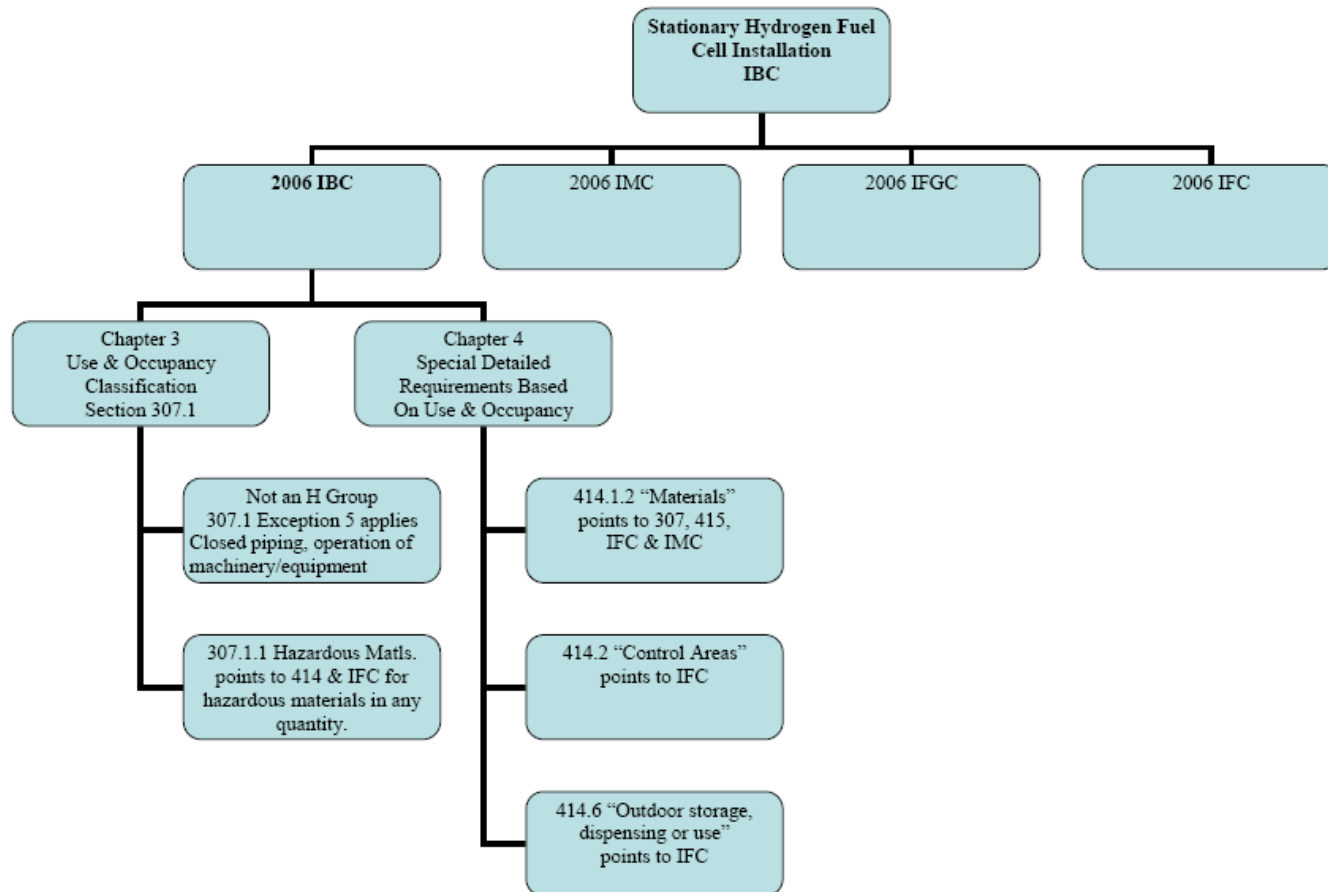 Stationary Hydrogen Fuel
Cell Installation
IBC
2006 IBC
2006 IMC
2006 IFGC
2006 IFC
Chapter 3
Use & Occupancy
Classification
Section 307.1
Chapter 4
Special Detailed
Requirements Based
On Use & Occupancy
Not an H Group
307.1 Exception 5 applies
Closed piping, operation of
machinery/equipment
414.1.2 “Materials”
points to 307, 415,
IFC & IMC
307.1.1 Hazardous Matls.
points to 414 & IFC for
hazardous materials in any
quantity.
414.2 “Control Areas”
points to IFC
414.6 “Outdoor storage,
dispensing or use”
points to IFC